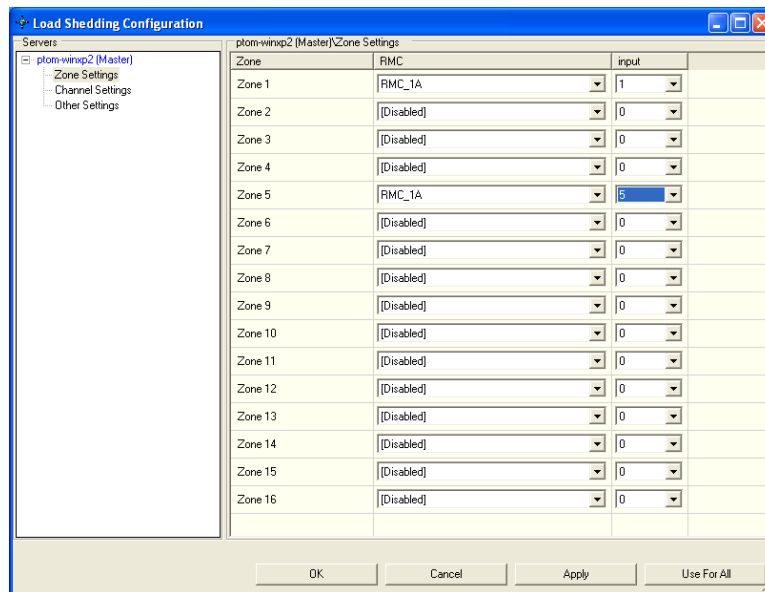 Load Shedding Configuration
Servers
ptom-winxp2 (Master)
Zone Settings
Channel Settings
Other Settings
ptom-winxp2 (Master)\Zone Settings
Zone RMC input
Zone 1 RMC_1A 1
Zone 2 [Disabled] 0
Zone 3 [Disabled] 0
Zone 4 [Disabled] 0
Zone 5 RMC_1A 5
Zone 6 [Disabled] 0
Zone 7 [Disabled] 0
Zone 8 [Disabled] 0
Zone 9 [Disabled] 0
Zone 10 [Disabled] 0
Zone 11 [Disabled] 0
Zone 12 [Disabled] 0
Zone 13 [Disabled] 0
Zone 14 [Disabled] 0
Zone 15 [Disabled] 0
Zone 16 [Disabled] 0
OK Cancel Apply Use For All